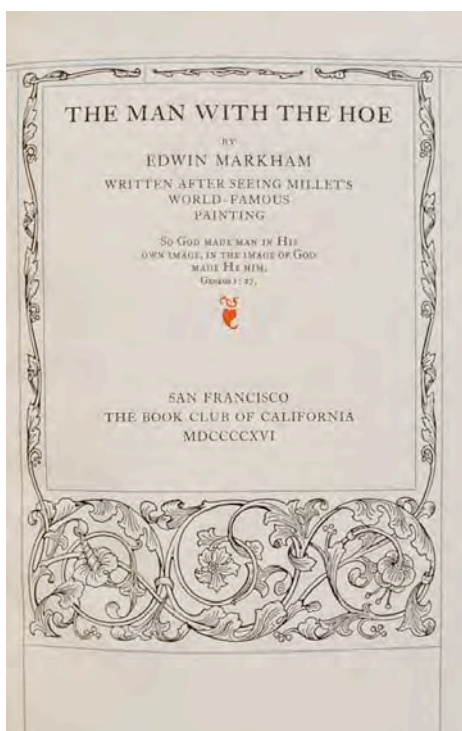 THE MAN WITH THE HOE
BY
EDWIN MARKHAM
WRITTEN AFTER SEEING MILLET'S
WORLD-FAMOUS
PAINTING
SO GOD MADE MAN IN HIS
OWN IMAGE, IN THE IMAGE OF GOD
MADE HE HIM.
GENESIS 1: 27.
SAN FRANCISCO
THE BOOK CLUB OF CALIFORNIA
MDCCCCXVI